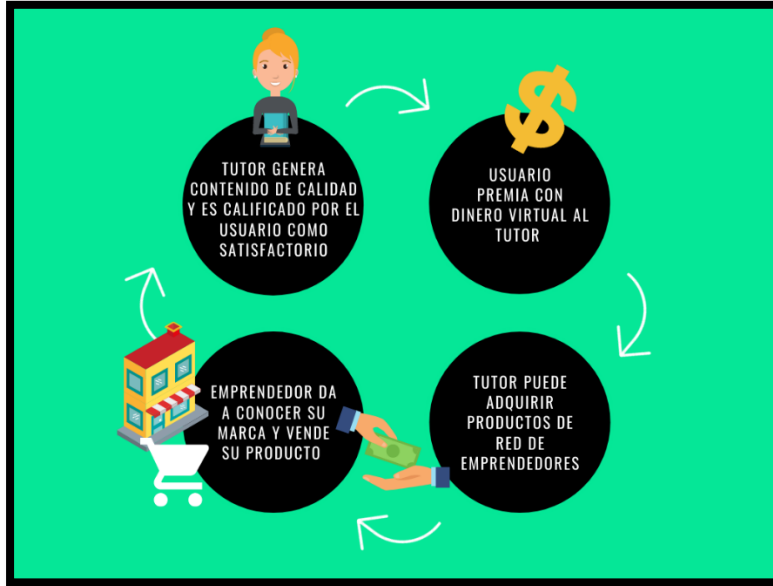 TUTOR GENERA
CONTENIDO DE CALIDAD
Y ES CALIFICADO POR EL
USUARIO COMO
SATISFACTORIO
USUARIO
PREMIA CON
DINERO VIRTUAL AL
TUTOR
TUTOR PUEDE
ADQUIRIR
PRODUCTOS DE
RED DE
EMPRENDEDORES
EMPRENDEDOR DA
A CONOCER SU
MARCA Y VENDE
SU PRODUCTO